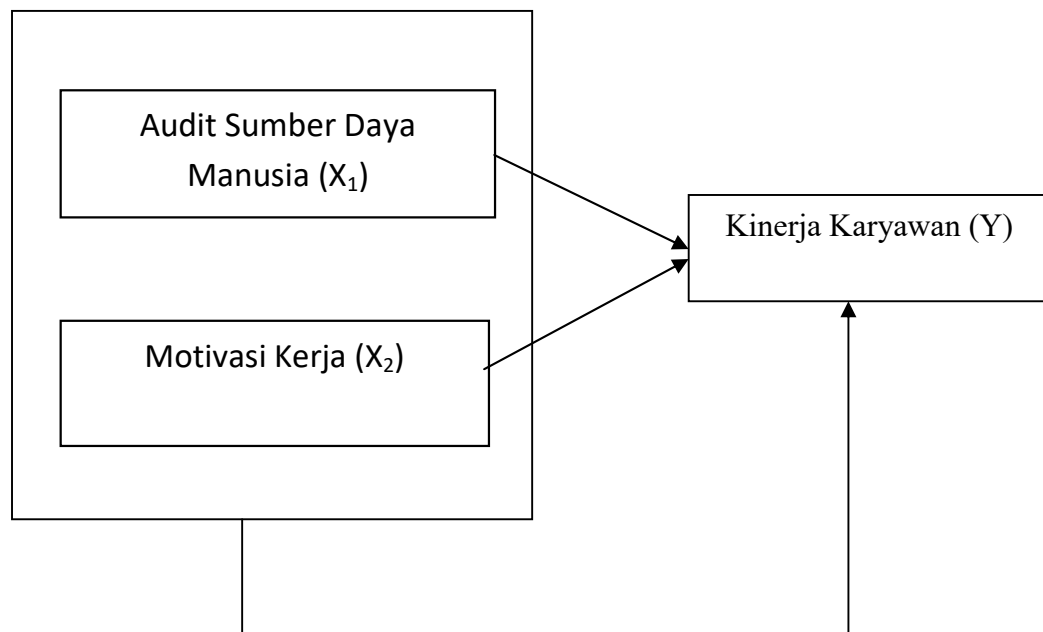 Audit Sumber Daya
Manusia (X₁)
Kinerja Karyawan (Y)
Motivasi Kerja (X₂)